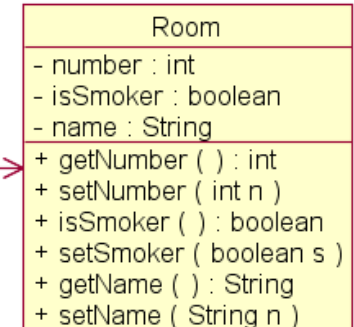 Room
- number : int
- isSmoker : boolean
- name : String
+ getNumber ( ) : int
+ setNumber ( int n )
+ isSmoker ( ) : boolean
+ setSmoker ( boolean s )
+ getName ( ) : String
+ setName ( String n )